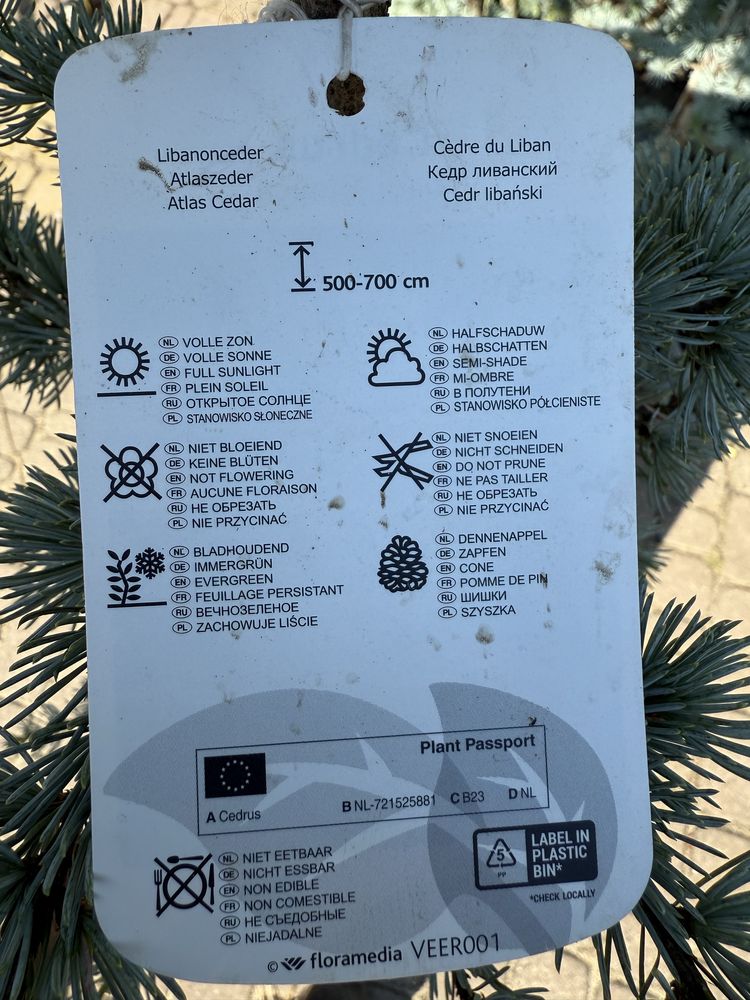 Libanonceder
Atlaszeder
Atlas Cedar
Cèdre du Liban
Кедр ливанский
Cedr libański
500-700 cm
NL VOLLE ZON
DE VOLLE SONNE
EN FULL SUNLIGHT
FR PLEIN SOLEIL
RU ОТКРЫТОЕ СОЛНЦЕ
PL STANOWISKO SŁONECZNE
NL HALFSCHADUW
DE HALBSCHATTEN
EN SEMI-SHADE
FR MI-OMBRE
RU В ПОЛУТЕНИ
PL STANOWISKO PÓŁCIENISTE
NL NIET BLOEIEND
DE KEINE BLÜTEN
EN NOT FLOWERING
FR AUCUNE FLORAISON
RU НЕ ОБРЕЗАТЬ
PL NIE PRZYCINAĆ
NL NIET SNOEIEN
DE NICHT SCHNEIDEN
EN DO NOT PRUNE
FR NE PAS TAILLER
RU НЕ ОБРЕЗАТЬ
PL NIE PRZYCINAĆ
NL BLADHOUDEND
DE IMMERGRÜN
EN EVERGREEN
FR FEUILLAGE PERSISTANT
RU ВЕЧНОЗЕЛЕНОЕ
PL ZACHOWUJE LIŚCIE
NL DENNENAPPEL
DE ZAPFEN
EN CONE
FR POMME DE PIN
RU ШИШКИ
PL SZYSZKA
Plant Passport
A Cedrus B NL-721525881 C B23 D NL
NL NIET EETBAAR
DE NICHT ESSBAR
EN NON EDIBLE
FR NON COMESTIBLE
RU НЕ СЪЕДОБНЫЕ
PL NIEJADALNE
5
PP
LABEL IN
PLASTIC
BIN*
*CHECK LOCALLY
© floramedia VEER001